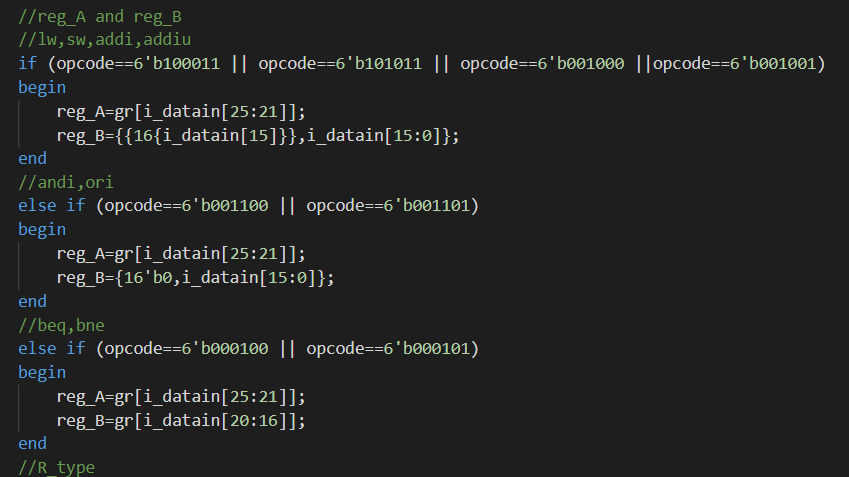 //reg_A and reg_B
//lw,sw,addi,addiu
if (opcode==6'b100011 || opcode==6'b101011 || opcode==6'b001000 ||opcode==6'b001001)
begin
    reg_A=gr[i_datain[25:21]];
    reg_B={{16{i_datain[15]}},i_datain[15:0]};
end
//andi,ori
else if (opcode==6'b001100 || opcode==6'b001101)
begin
    reg_A=gr[i_datain[25:21]];
    reg_B={16'b0,i_datain[15:0]};
end
//beq,bne
else if (opcode==6'b000100 || opcode==6'b000101)
begin
    reg_A=gr[i_datain[25:21]];
    reg_B=gr[i_datain[20:16]];
end
//R_type